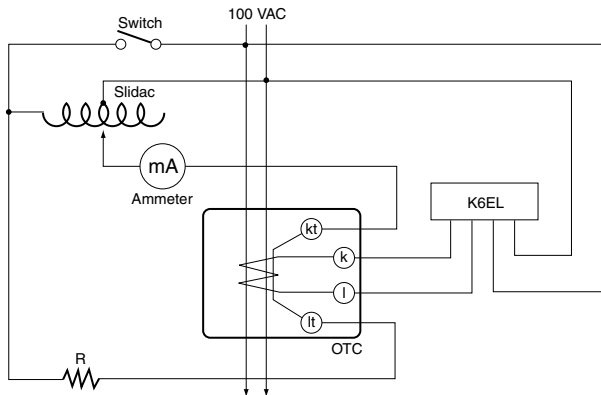 100 VAC
Switch
Slidac
mA
Ammeter
K6EL
kt
k
l
lt
OTC
R